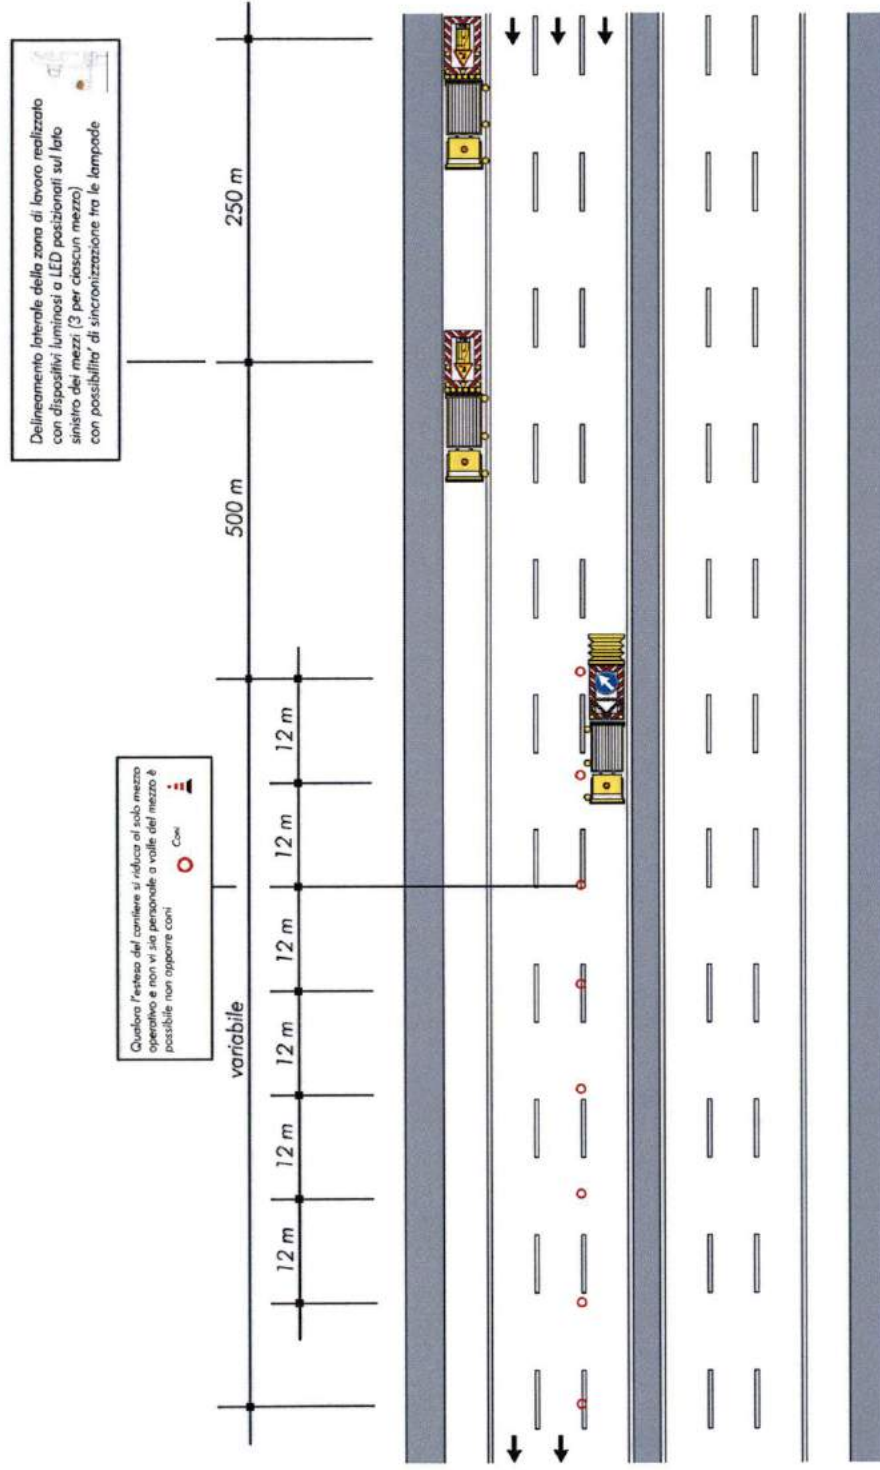 Delineamento laterale della zona di lavoro realizzato
con dispositivi luminosi a LED posizionati sul lato
sinistro dei mezzi (3 per ciascun mezzo)
con possibilita' di sincronizzazione tra le lampade
250 m
500 m
Qualora l'estesa del cantiere si riduca al solo mezzo
operativo e non vi sia personale a valle del mezzo è
possibile non apporre coni
Coni
variabile
12 m
12 m
12 m
12 m
12 m
12 m